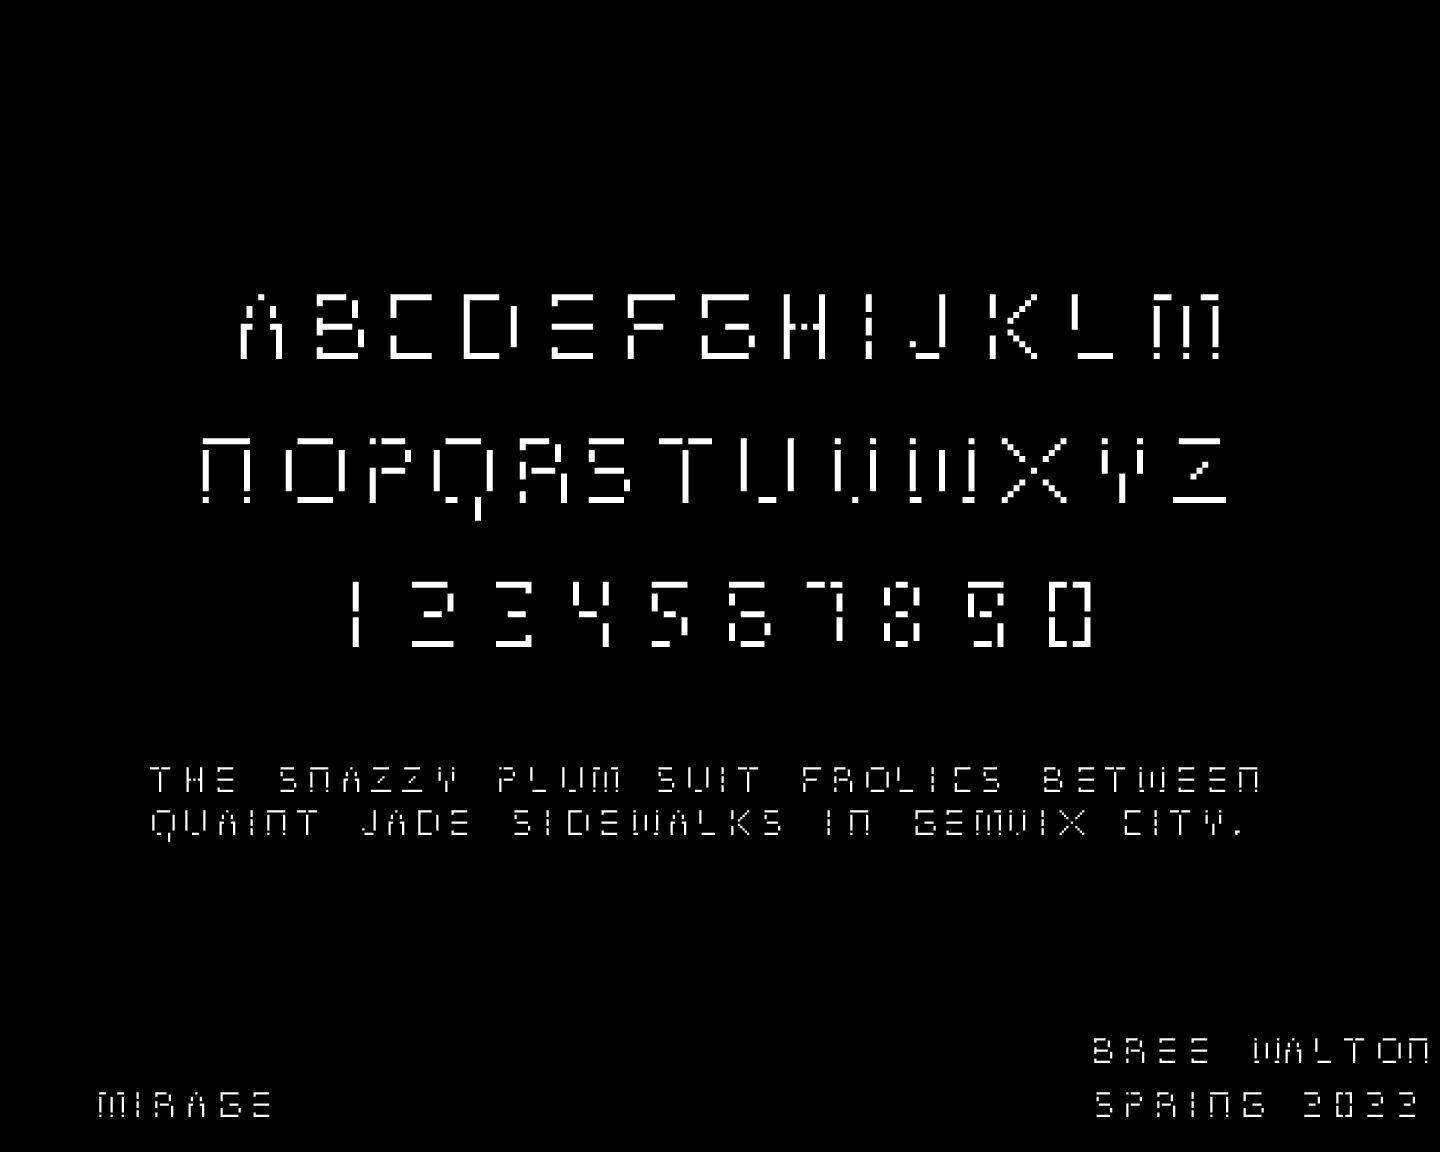 ABCDEFGHIJKLM
NOPQRSTUVWXYZ
1234567890
THE SNAZZY PLUM SUIT FROLICS BETWEEN
QUAINT JADE SIDEWALKS IN GEMVIX CITY.
MIRAGE
BREE WALTON
SPRING 2022